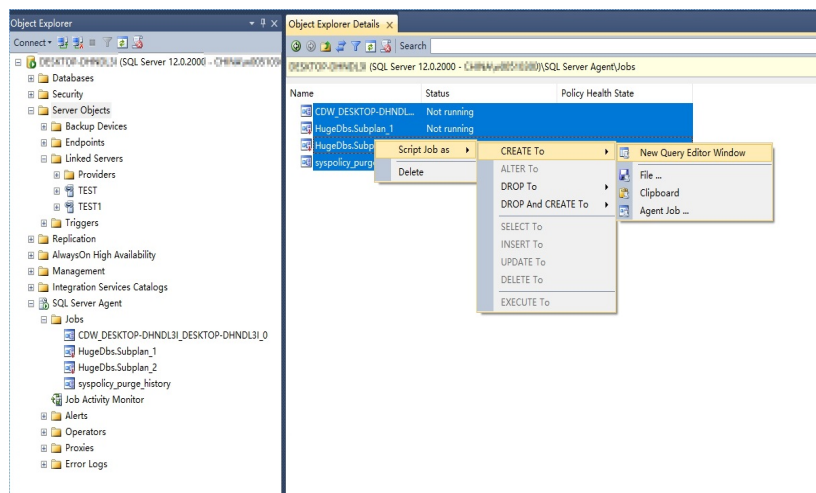 Object Explorer
Connect
(SQL Server 12.0.2000 -
Databases
Security
Server Objects
Backup Devices
Endpoints
Linked Servers
Providers
TEST
TEST1
Triggers
Replication
AlwaysOn High Availability
Management
Integration Services Catalogs
SQL Server Agent
Jobs
CDW_DESKTOP-DHNDL3I_DESKTOP-DHNDL3I_0
HugeDbs.Subplan_1
HugeDbs.Subplan_2
syspolicy_purge_history
Job Activity Monitor
Alerts
Operators
Proxies
Error Logs
Object Explorer Details
Search
(SQL Server 12.0.2000 - \SQL Server Agent\Jobs
Name Status Policy Health State
CDW_DESKTOP-DHNDL... Not running
HugeDbs.Subplan_1 Not running
HugeDbs.Subp
syspolicy_purg
Script Job as
Delete
CREATE To
ALTER To
DROP To
DROP And CREATE To
SELECT To
INSERT To
UPDATE To
DELETE To
EXECUTE To
New Query Editor Window
File ...
Clipboard
Agent Job ...